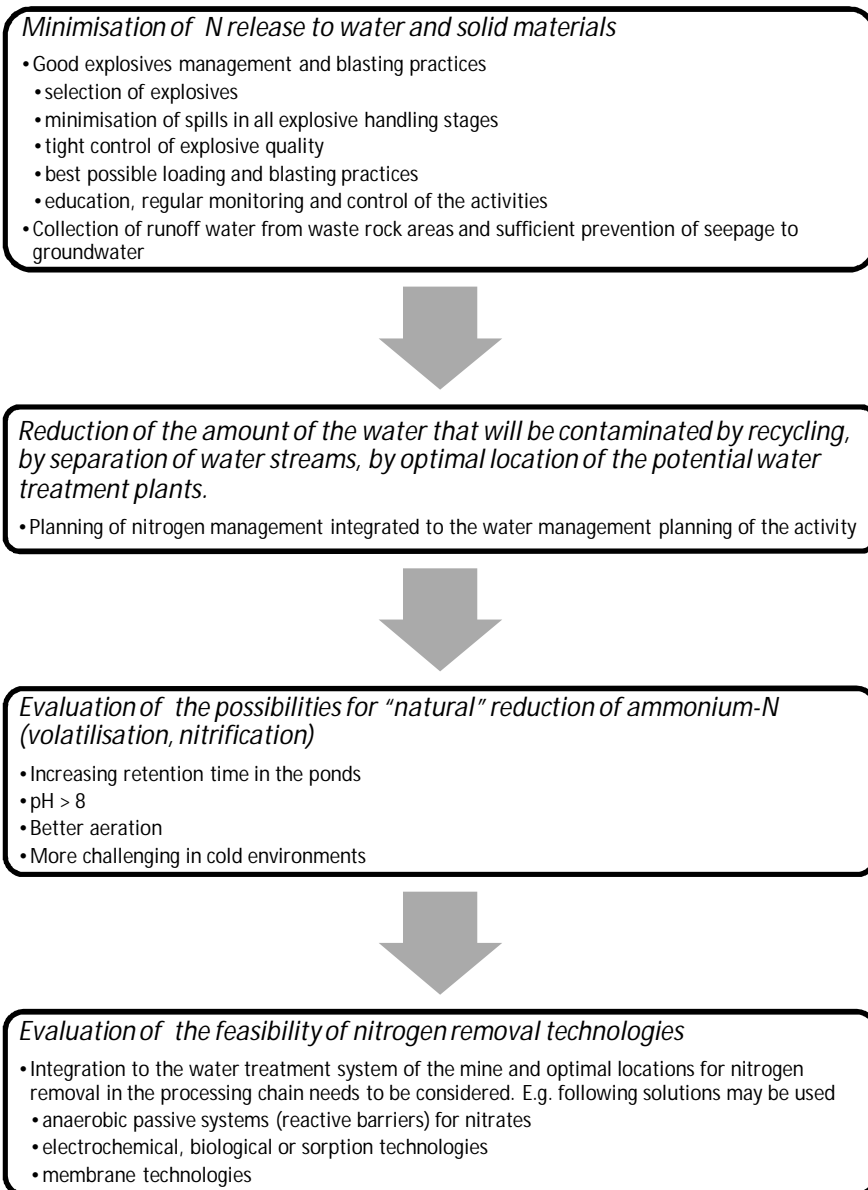 Minimisation of N release to water and solid materials
• Good explosives management and blasting practices
• selection of explosives
• minimisation of spills in all explosive handling stages
• tight control of explosive quality
• best possible loading and blasting practices
• education, regular monitoring and control of the activities
• Collection of runoff water from waste rock areas and sufficient prevention of seepage to
groundwater
Reduction of the amount of the water that will be contaminated by recycling,
by separation of water streams, by optimal location of the potential water
treatment plants.
• Planning of nitrogen management integrated to the water management planning of the activity
Evaluation of the possibilities for “natural” reduction of ammonium-N
(volatilisation, nitrification)
• Increasing retention time in the ponds
• pH > 8
• Better aeration
• More challenging in cold environments
Evaluation of the feasibility of nitrogen removal technologies
• Integration to the water treatment system of the mine and optimal locations for nitrogen
removal in the processing chain needs to be considered. E.g. following solutions may be used
• anaerobic passive systems (reactive barriers) for nitrates
• electrochemical, biological or sorption technologies
• membrane technologies